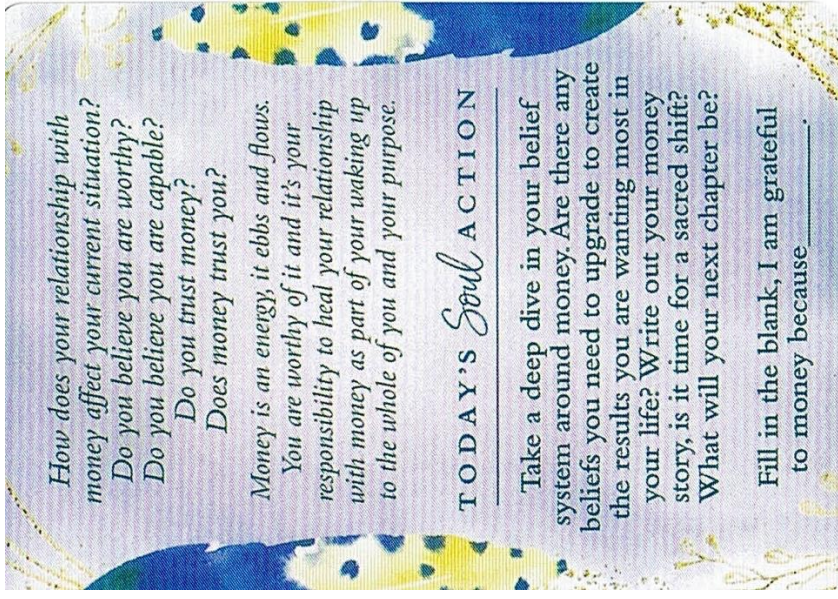 How does your relationship with
money affect your current situation?
Do you believe you are worthy?
Do you believe you are capable?
Do you trust money?
Does money trust you?
Money is an energy, it ebbs and flows.
You are worthy of it and it's your
responsibility to heal your relationship
with money as part of your waking up
to the whole of you and your purpose.
TODAY'S Soul ACTION
Take a deep dive in your belief
system around money. Are there any
beliefs you need to upgrade to create
the results you are wanting most in
your life? Write out your money
story, is it time for a sacred shift?
What will your next chapter be?
Fill in the blank, I am grateful
to money because______.